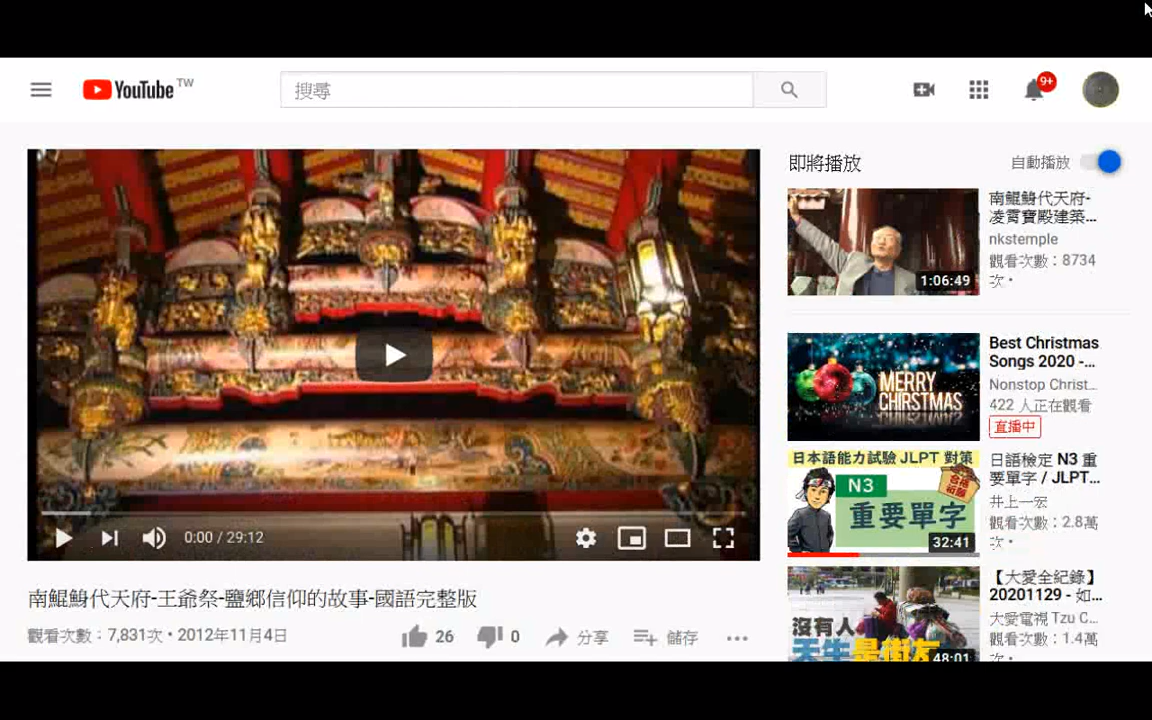 YouTube TW
搜尋
9+
即將播放
自動播放
南鯤鯓代天府-
凌霄寶殿建築...
nkstemple
觀看次數：8734
次・
1:06:49
Best Christmas
Songs 2020 -...
Nonstop Christ...
422 人正在觀看
直播中
MERRY
CHIRSTMAS
日語檢定 N3 重
要單字 / JLPT...
井上一宏
觀看次數：2.8萬
次・
日本語能力試験 JLPT 對策
N3
重要單字
32:41
【大愛全紀錄】
20201129 - 如...
大愛電視 Tzu C...
觀看次數：1.4萬
次・
沒有人
天生是街友
48:01
0:00 / 29:12
南鯤鯓代天府-王爺祭-鹽鄉信仰的故事-國語完整版
觀看次數：7,831次・2012年11月4日
26
0
分享
儲存